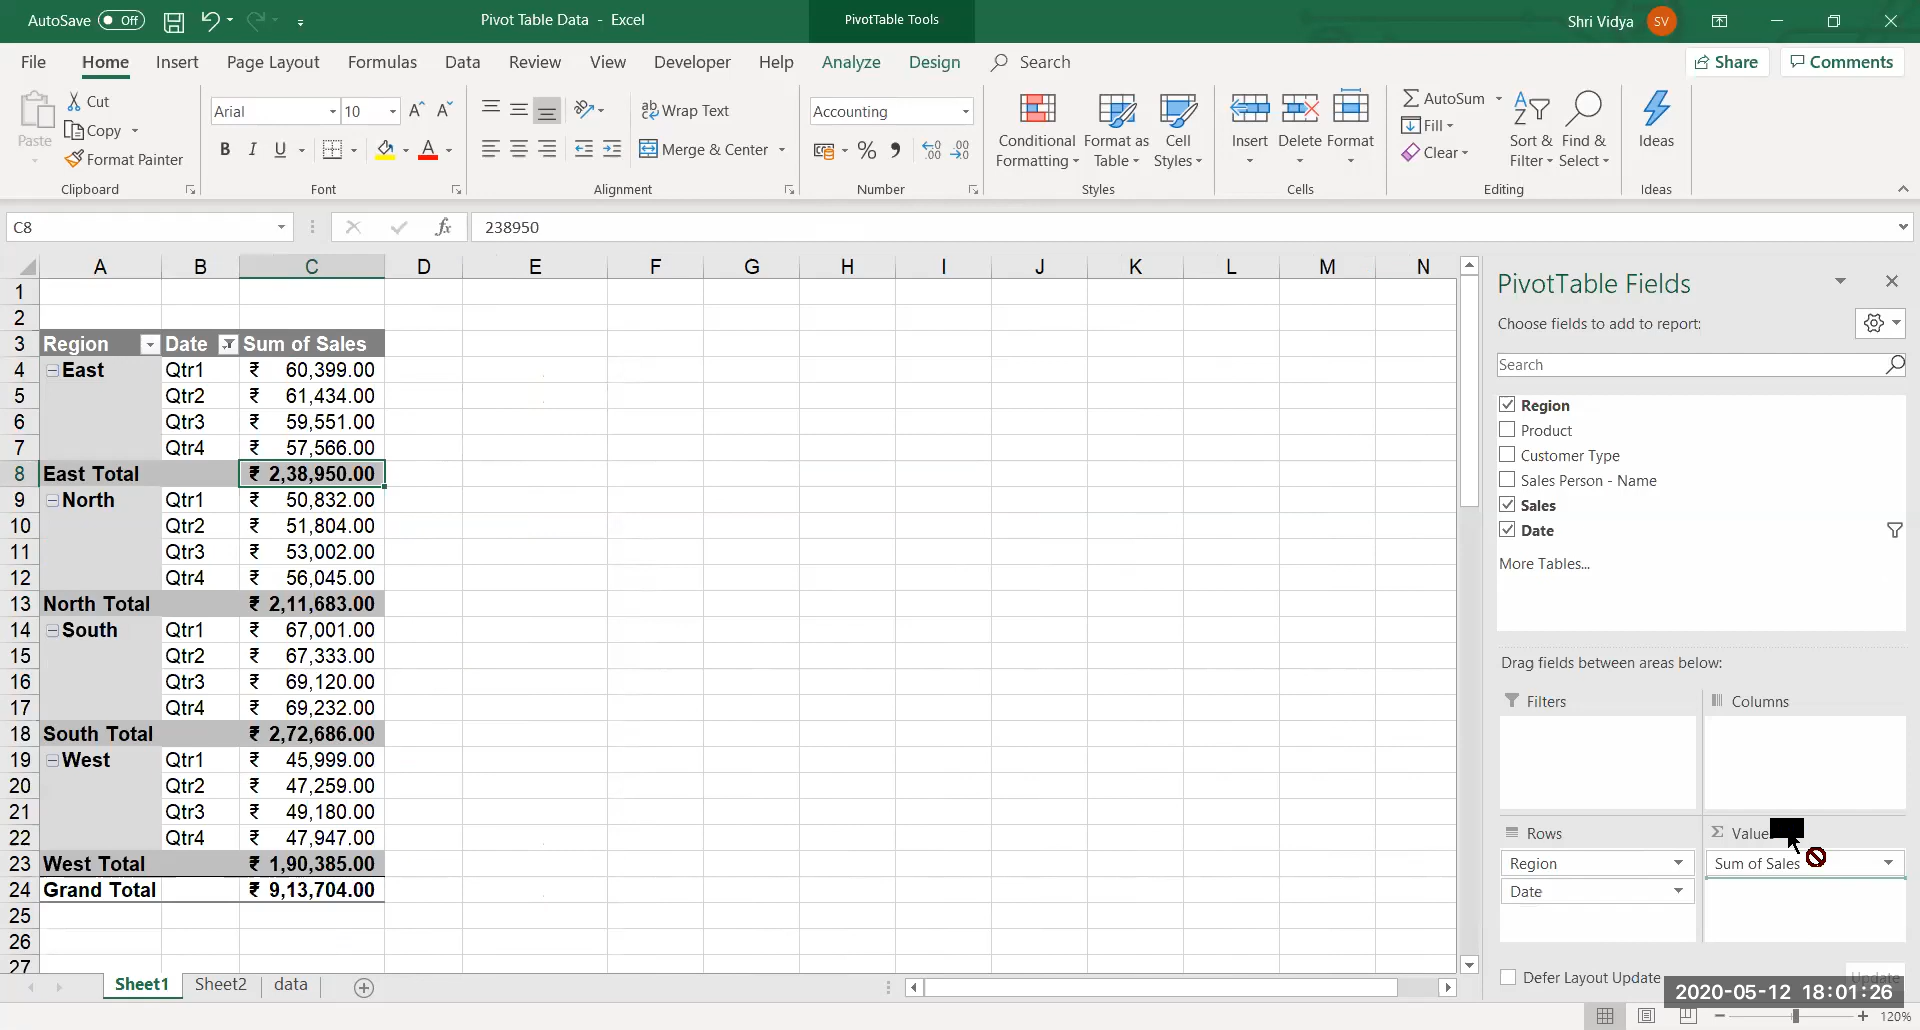 AutoSave Off
Pivot Table Data - Excel
PivotTable Tools
Shri Vidya SV
File Home Insert Page Layout Formulas Data Review View Developer Help Analyze Design Search Share Comments
Paste
Cut
Copy
Format Painter
Clipboard
Arial 10
B I U
Font
Wrap Text
Merge & Center
Alignment
Accounting
%
Number
Conditional Formatting
Format as Table
Cell Styles
Styles
Insert Delete Format
Cells
AutoSum
Fill
Clear
Sort & Filter
Find & Select
Editing
Ideas
Ideas
C8 fx 238950
A B C D E F G H I J K L M N
1
2
3 Region Date Sum of Sales
4 East Qtr1 ₹ 60,399.00
5 Qtr2 ₹ 61,434.00
6 Qtr3 ₹ 59,551.00
7 Qtr4 ₹ 57,566.00
8 East Total ₹ 2,38,950.00
9 North Qtr1 ₹ 50,832.00
10 Qtr2 ₹ 51,804.00
11 Qtr3 ₹ 53,002.00
12 Qtr4 ₹ 56,045.00
13 North Total ₹ 2,11,683.00
14 South Qtr1 ₹ 67,001.00
15 Qtr2 ₹ 67,333.00
16 Qtr3 ₹ 69,120.00
17 Qtr4 ₹ 69,232.00
18 South Total ₹ 2,72,686.00
19 West Qtr1 ₹ 45,999.00
20 Qtr2 ₹ 47,259.00
21 Qtr3 ₹ 49,180.00
22 Qtr4 ₹ 47,947.00
23 West Total ₹ 1,90,385.00
24 Grand Total ₹ 9,13,704.00
25
26
27
Sheet1 Sheet2 data
PivotTable Fields
Choose fields to add to report:
Search
Region
Product
Customer Type
Sales Person - Name
Sales
Date
More Tables...
Drag fields between areas below:
Filters
Columns
Rows
Region
Date
Σ Value
Sum of Sales
Defer Layout Update
Update
2020-05-12 18:01:26
120%